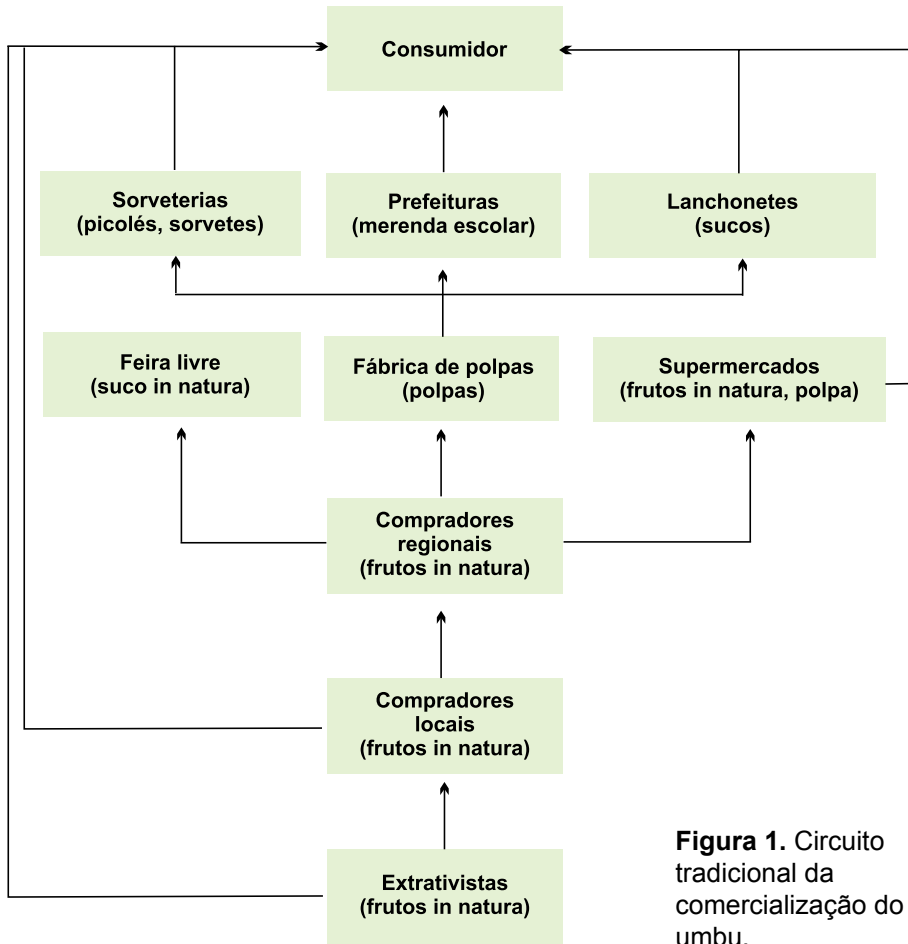 Consumidor
Sorveterias
(picolés, sorvetes)
Prefeituras
(merenda escolar)
Lanchonetes
(sucos)
Feira livre
(suco in natura)
Fábrica de polpas
(polpas)
Supermercados
(frutos in natura, polpa)
Compradores
regionais
(frutos in natura)
Compradores
locais
(frutos in natura)
Extrativistas
(frutos in natura)
Figura 1. Circuito
tradicional da
comercialização do
umbu.